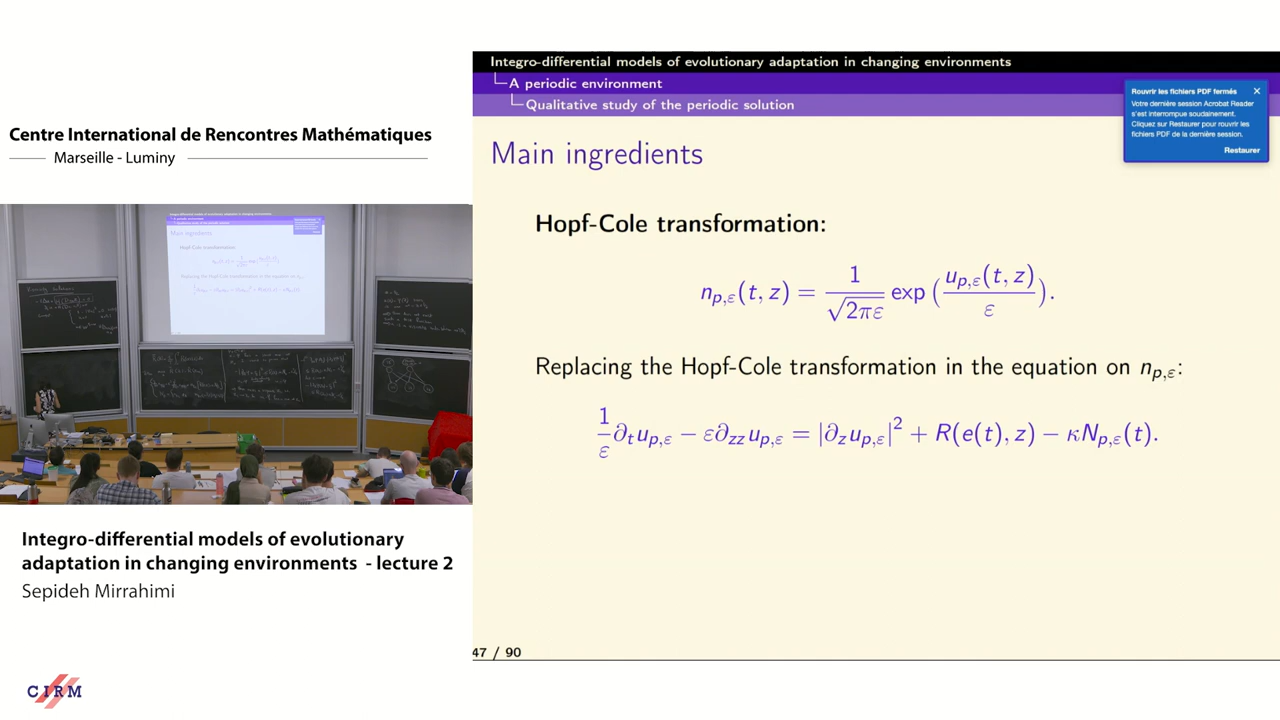 Centre International de Rencontres Mathématiques
Marseille - Luminy
Integro-differential models of evolutionary
adaptation in changing environments - lecture 2
Sepideh Mirrahimi
CIRM
Integro-differential models of evolutionary adaptation in changing environments
A periodic environment
Qualitative study of the periodic solution
Rouvrir les fichiers PDF fermés ×
Votre dernière session Acrobat Reader
s'est interrompue soudainement.
Cliquez sur Restaurer pour rouvrir les
fichiers PDF de la dernière session.
Restaurer
Main ingredients
Hopf-Cole transformation:
n_{p,ε}(t, z) = 1/√(2πε) exp ( u_{p,ε}(t, z)/ε ).
Replacing the Hopf-Cole transformation in the equation on n_{p,ε}:
1/ε ∂_t u_{p,ε} − ε∂_{zz} u_{p,ε} = |∂_z u_{p,ε}|² + R(e(t), z) − κN_{p,ε}(t).
47 / 90